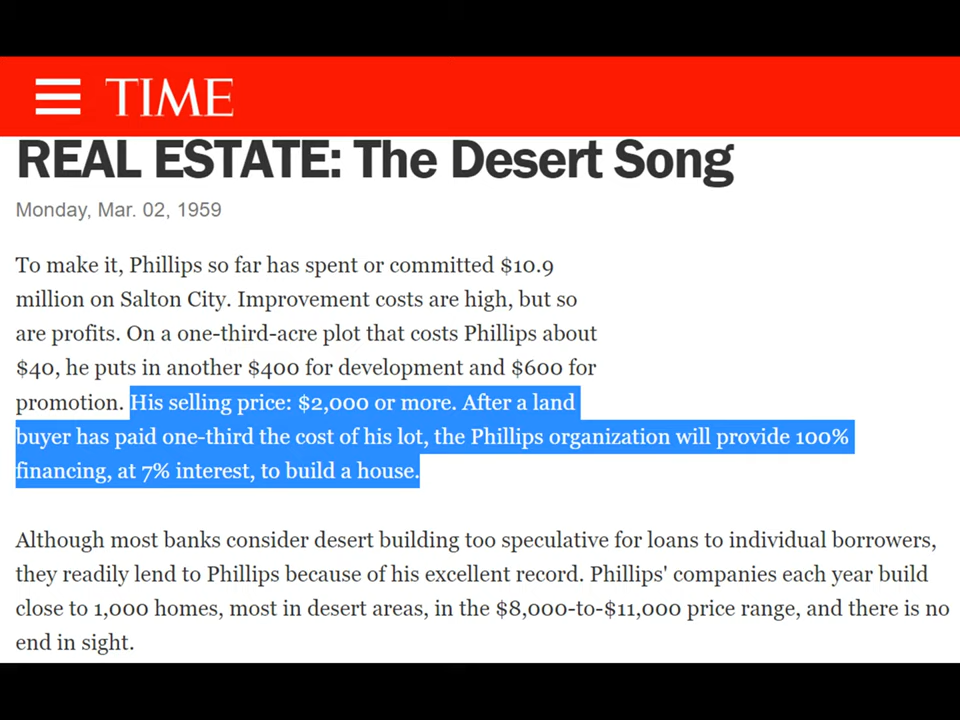 TIME
REAL ESTATE: The Desert Song
Monday, Mar. 02, 1959
To make it, Phillips so far has spent or committed $10.9
million on Salton City. Improvement costs are high, but so
are profits. On a one-third-acre plot that costs Phillips about
$40, he puts in another $400 for development and $600 for
promotion. His selling price: $2,000 or more. After a land
buyer has paid one-third the cost of his lot, the Phillips organization will provide 100%
financing, at 7% interest, to build a house.
Although most banks consider desert building too speculative for loans to individual borrowers,
they readily lend to Phillips because of his excellent record. Phillips' companies each year build
close to 1,000 homes, most in desert areas, in the $8,000-to-$11,000 price range, and there is no
end in sight.